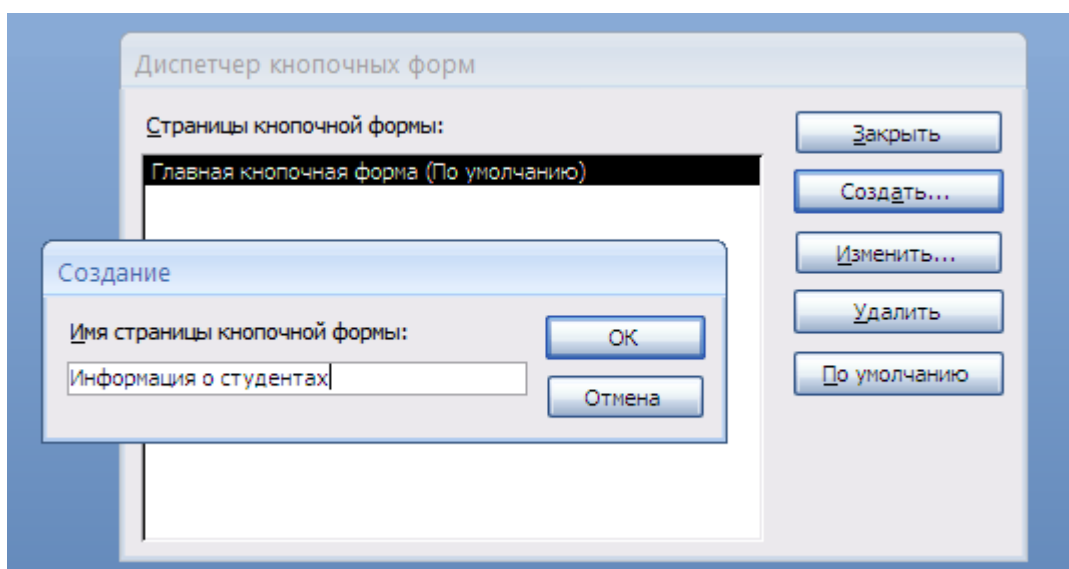 Диспетчер кнопочных форм
Страницы кнопочной формы:
Главная кнопочная форма (По умолчанию)
Закрыть
Создать...
Изменить...
Удалить
По умолчанию
Создание
Имя страницы кнопочной формы:
Информация о студентах
ОК
Отмена